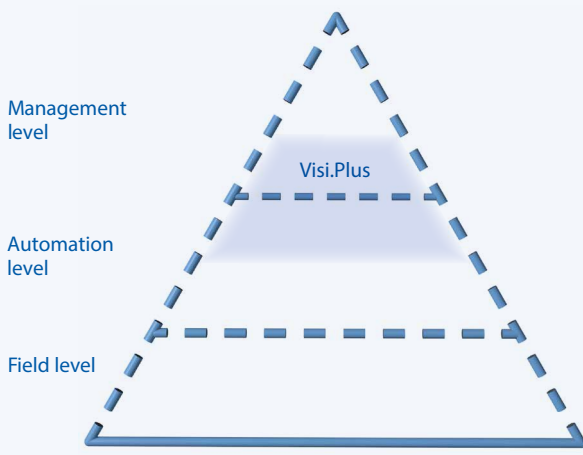 Management
level
Visi.Plus
Automation
level
Field level